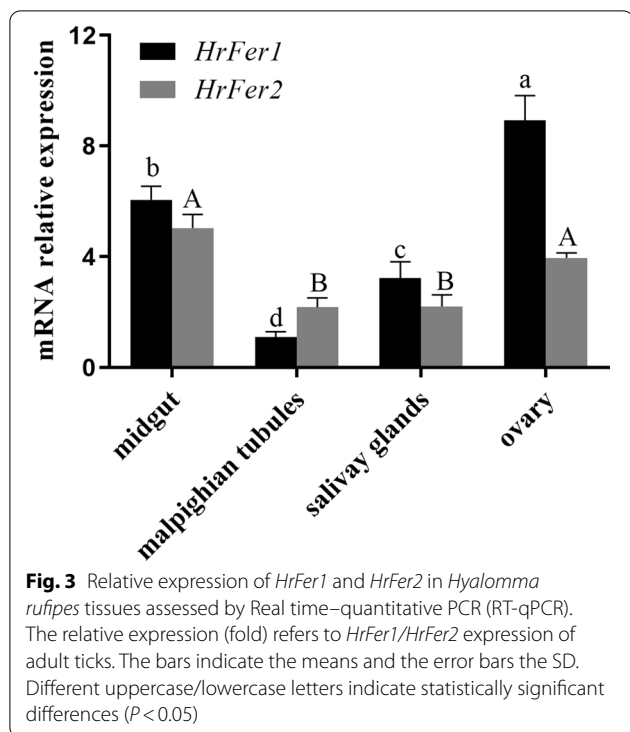 12
8
4
0
mRNA relative expression
HrFer1
HrFer2
b
A
d
B
c
B
a
A
midgut
malpighian tubules
salivay glands
ovary
Fig. 3 Relative expression of HrFer1 and HrFer2 in Hyalomma
rufipes tissues assessed by Real time–quantitative PCR (RT-qPCR).
The relative expression (fold) refers to HrFer1/HrFer2 expression of
adult ticks. The bars indicate the means and the error bars the SD.
Different uppercase/lowercase letters indicate statistically significant
differences (P < 0.05)